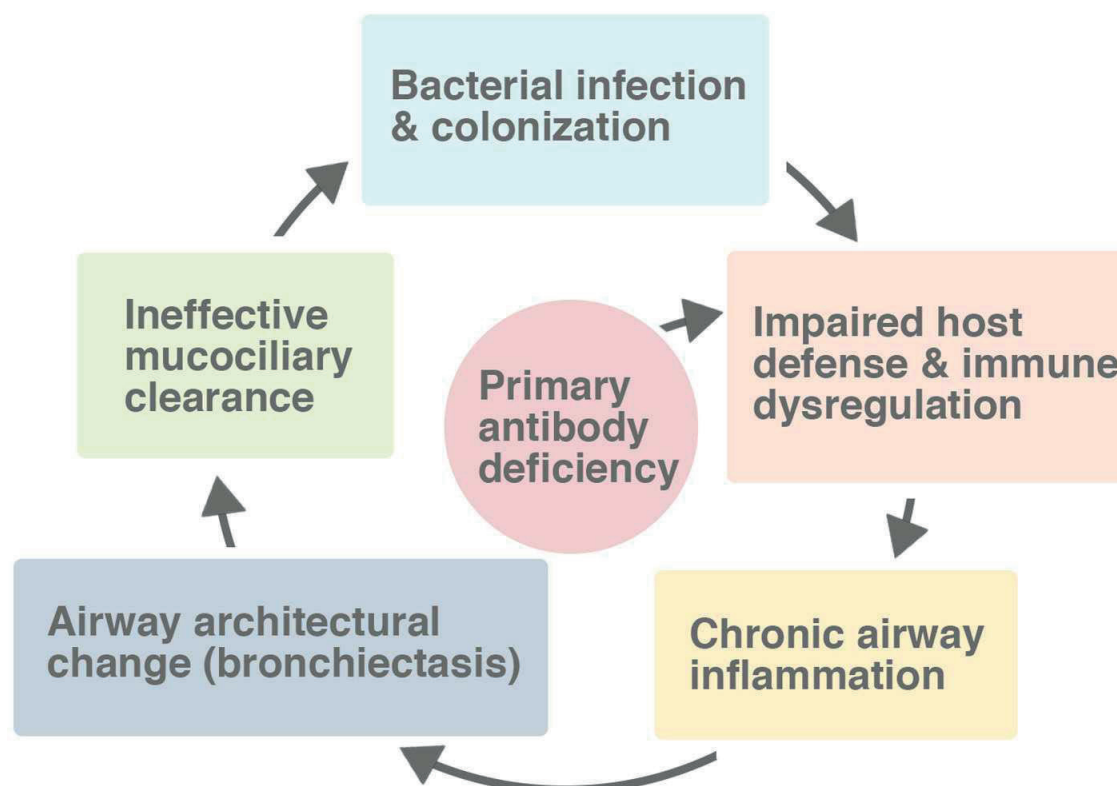 Bacterial infection
& colonization
Impaired host
defense & immune
dysregulation
Chronic airway
inflammation
Airway architectural
change (bronchiectasis)
Ineffective
mucociliary
clearance
Primary
antibody
deficiency